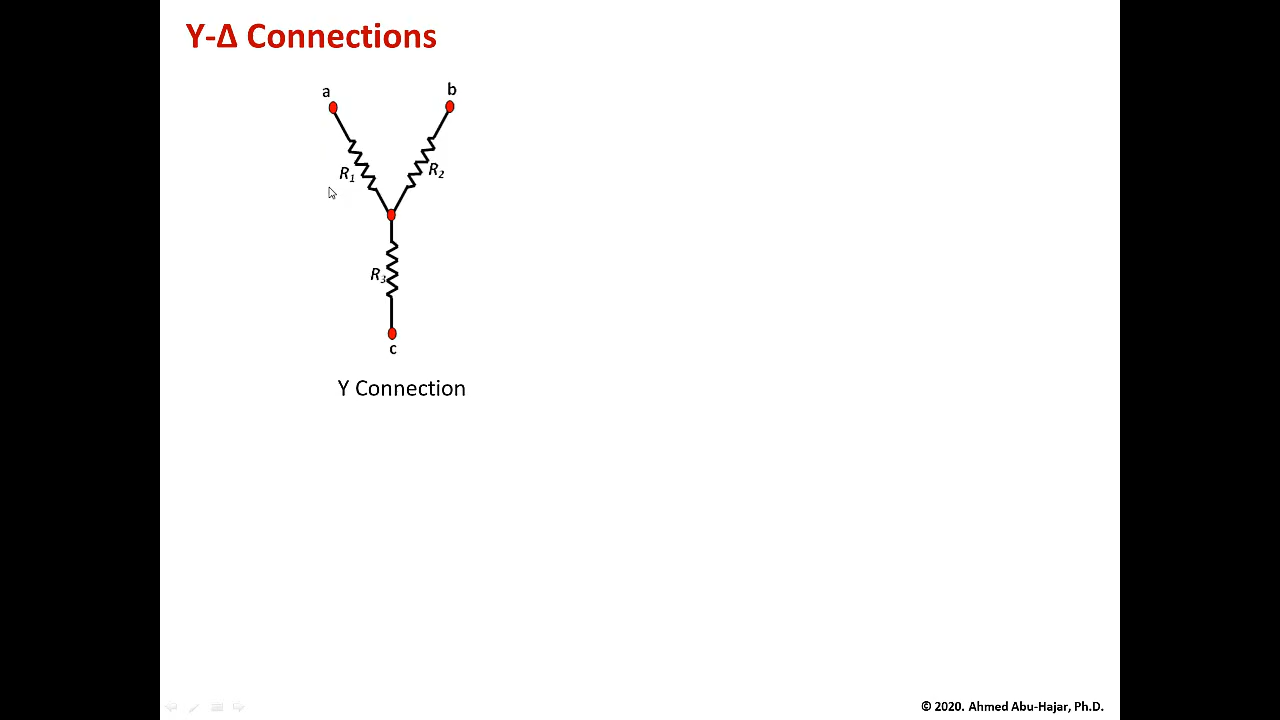 Y-Δ Connections
a
b
R1
R2
R3
c
Y Connection
© 2020. Ahmed Abu-Hajar, Ph.D.